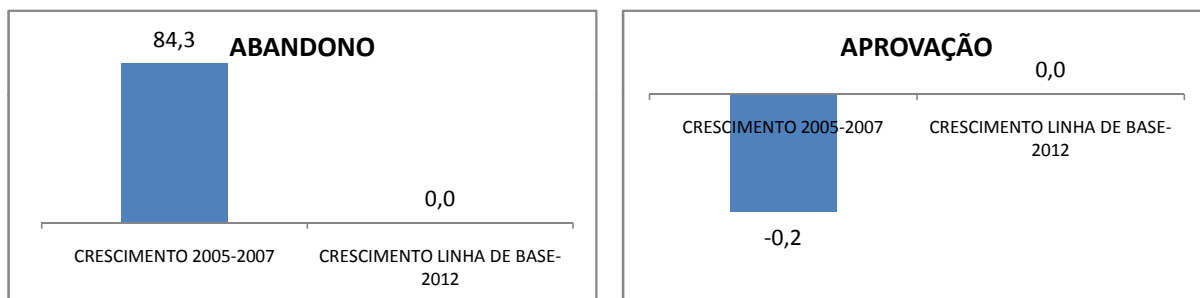 ABANDONO
84,3
0,0
CRESCIMENTO 2005-2007
CRESCIMENTO LINHA DE BASE-
2012
APROVAÇÃO
0,0
CRESCIMENTO 2005-2007
CRESCIMENTO LINHA DE BASE-
2012
-0,2